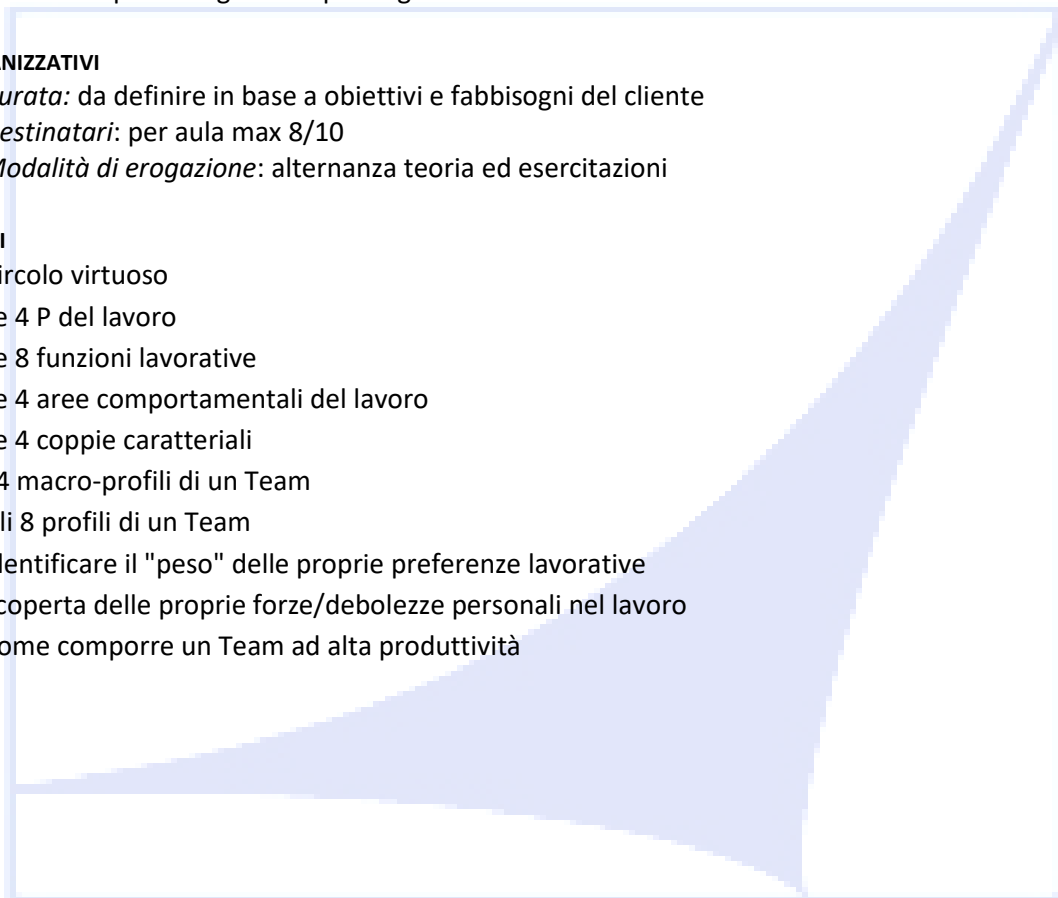 NIZZATIVI
urata: da definire in base a obiettivi e fabbisogni del cliente
estinatari: per aula max 8/10
Modalità di erogazione: alternanza teoria ed esercitazioni
I
ircolo virtuoso
e 4 P del lavoro
e 8 funzioni lavorative
e 4 aree comportamentali del lavoro
e 4 coppie caratteriali
4 macro-profili di un Team
li 8 profili di un Team
dentificare il "peso" delle proprie preferenze lavorative
coperta delle proprie forze/debolezze personali nel lavoro
ome comporre un Team ad alta produttività